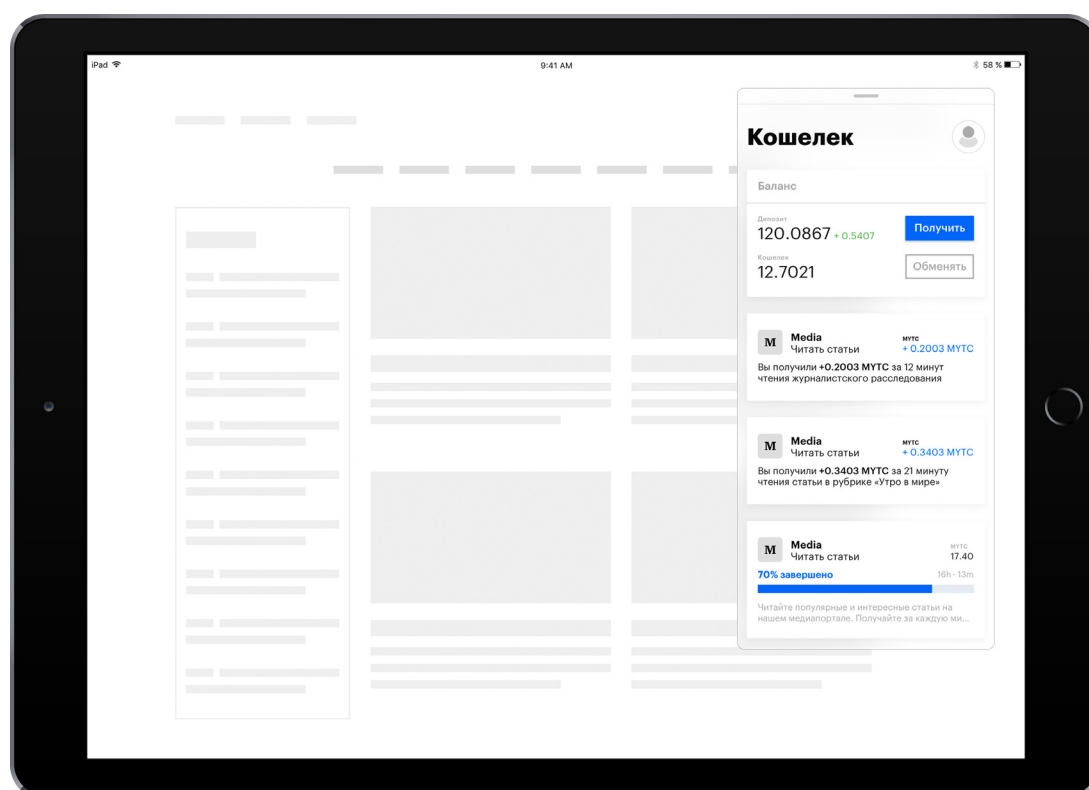 iPad 9:41 AM 58 %
Кошелек
Баланс
Депозит
120.0867 + 0.5407 Получить
Кошелек
12.7021 Обменять
M Media MYTC
Читать статьи + 0.2003 MYTC
Вы получили +0.2003 MYTC за 12 минут
чтения журналистского расследования
M Media MYTC
Читать статьи + 0.3403 MYTC
Вы получили +0.3403 MYTC за 21 минуту
чтения статьи в рубрике «Утро в мире»
M Media MYTC
Читать статьи 17.40
70% завершено 16h - 13m
Читайте популярные и интересные статьи на
нашем медиапортале. Получайте за каждую ми...